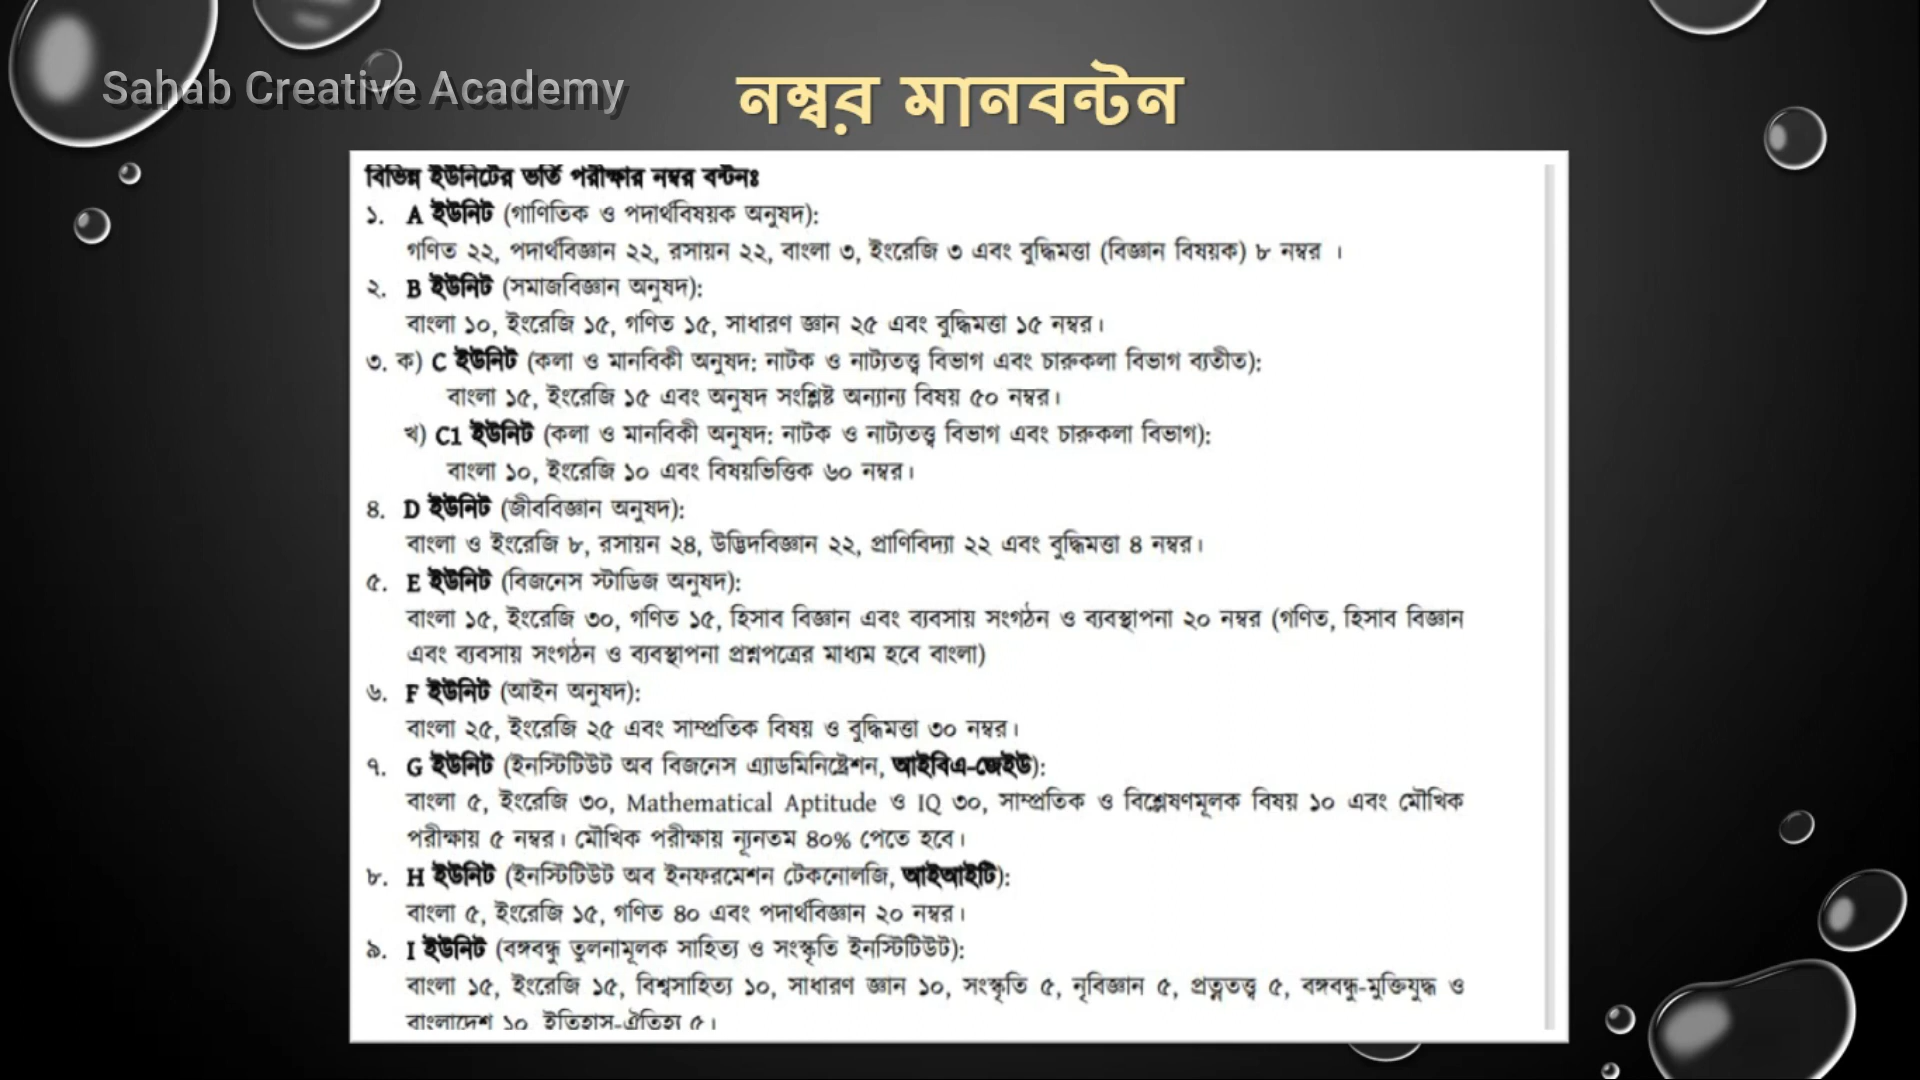 Sahab Creative Academy
নম্বর মানবন্টন
বিভিন্ন ইউনিটের ভর্তি পরীক্ষার নম্বর বন্টনঃ
১. A ইউনিট (গাণিতিক ও পদার্থবিষয়ক অনুষদ):
গণিত ২২, পদার্থবিজ্ঞান ২২, রসায়ন ২২, বাংলা ৩, ইংরেজি ৩ এবং বুদ্ধিমত্তা (বিজ্ঞান বিষয়ক) ৮ নম্বর ।
২. B ইউনিট (সমাজবিজ্ঞান অনুষদ):
বাংলা ১০, ইংরেজি ১৫, গণিত ১৫, সাধারণ জ্ঞান ২৫ এবং বুদ্ধিমত্তা ১৫ নম্বর।
৩. ক) C ইউনিট (কলা ও মানবিকী অনুষদ: নাটক ও নাট্যতত্ত্ব বিভাগ এবং চারুকলা বিভাগ ব্যতীত):
বাংলা ১৫, ইংরেজি ১৫ এবং অনুষদ সংশ্লিষ্ট অন্যান্য বিষয় ৫০ নম্বর।
খ) C1 ইউনিট (কলা ও মানবিকী অনুষদ: নাটক ও নাট্যতত্ত্ব বিভাগ এবং চারুকলা বিভাগ):
বাংলা ১০, ইংরেজি ১০ এবং বিষয়ভিত্তিক ৬০ নম্বর।
৪. D ইউনিট (জীববিজ্ঞান অনুষদ):
বাংলা ও ইংরেজি ৮, রসায়ন ২৪, উদ্ভিদবিজ্ঞান ২২, প্রাণিবিদ্যা ২২ এবং বুদ্ধিমত্তা ৪ নম্বর।
৫. E ইউনিট (বিজনেস স্টাডিজ অনুষদ):
বাংলা ১৫, ইংরেজি ৩০, গণিত ১৫, হিসাব বিজ্ঞান এবং ব্যবসায় সংগঠন ও ব্যবস্থাপনা ২০ নম্বর (গণিত, হিসাব বিজ্ঞান
এবং ব্যবসায় সংগঠন ও ব্যবস্থাপনা প্রশ্নপত্রের মাধ্যম হবে বাংলা)
৬. F ইউনিট (আইন অনুষদ):
বাংলা ২৫, ইংরেজি ২৫ এবং সাম্প্রতিক বিষয় ও বুদ্ধিমত্তা ৩০ নম্বর।
৭. G ইউনিট (ইনস্টিটিউট অব বিজনেস এ্যাডমিনিষ্ট্রেশন, আইবিএ-জেইউ):
বাংলা ৫, ইংরেজি ৩০, Mathematical Aptitude ও IQ ৩০, সাম্প্রতিক ও বিশ্লেষণমূলক বিষয় ১০ এবং মৌখিক
পরীক্ষায় ৫ নম্বর। মৌখিক পরীক্ষায় ন্যূনতম ৪০% পেতে হবে।
৮. H ইউনিট (ইনস্টিটিউট অব ইনফরমেশন টেকনোলজি, আইআইটি):
বাংলা ৫, ইংরেজি ১৫, গণিত ৪০ এবং পদার্থবিজ্ঞান ২০ নম্বর।
৯. I ইউনিট (বঙ্গবন্ধু তুলনামূলক সাহিত্য ও সংস্কৃতি ইনস্টিটিউট):
বাংলা ১৫, ইংরেজি ১৫, বিশ্বসাহিত্য ১০, সাধারণ জ্ঞান ১০, সংস্কৃতি ৫, নৃবিজ্ঞান ৫, প্রত্নতত্ত্ব ৫, বঙ্গবন্ধু-মুক্তিযুদ্ধ ও
বাংলাদেশ ১০, ইতিহাস-ঐতিহ্য ৫।